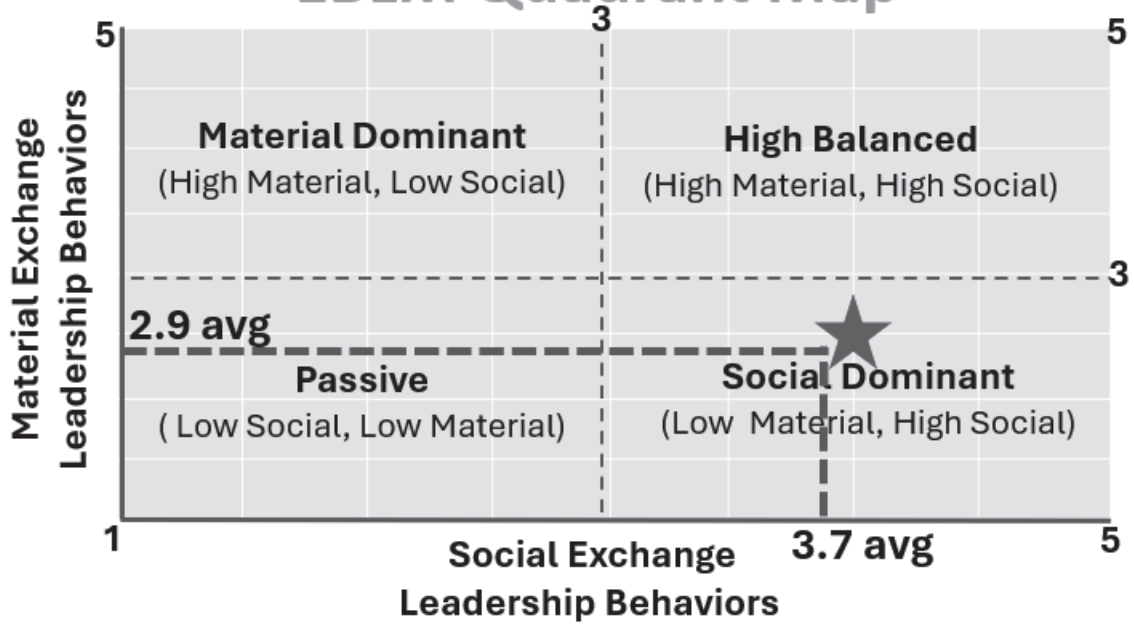 Quadrant Map
5
3
5
Material Exchange
Leadership Behaviors
Material Dominant
(High Material, Low Social)
High Balanced
(High Material, High Social)
3
2.9 avg
Passive
( Low Social, Low Material)
Social Dominant
(Low  Material, High Social)
1
Social Exchange
Leadership Behaviors
3.7 avg
5